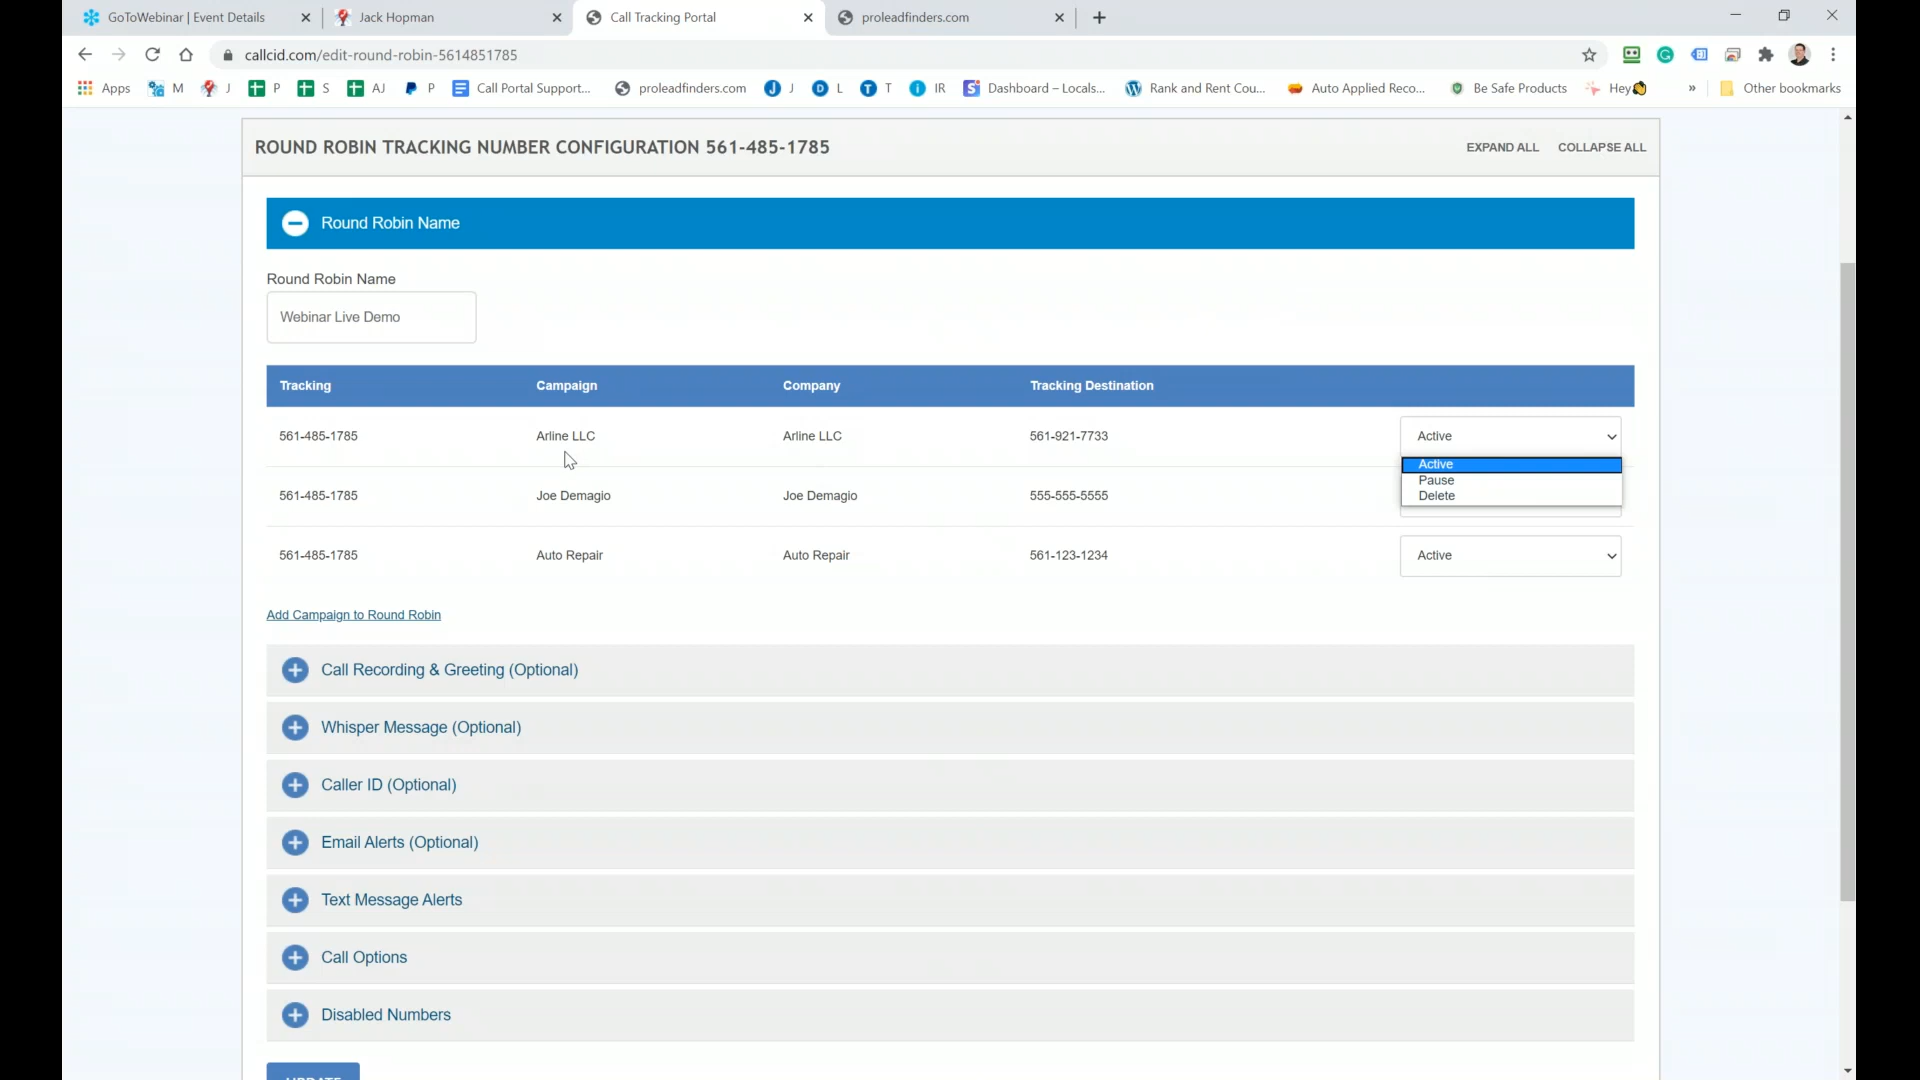 GoToWebinar | Event Details
Jack Hopman
Call Tracking Portal
proleadfinders.com
callcid.com/edit-round-robin-5614851785
Apps M J P S AJ P Call Portal Support... proleadfinders.com J L T IR Dashboard – Locals... Rank and Rent Cou... Auto Applied Reco... Be Safe Products Hey » Other bookmarks
ROUND ROBIN TRACKING NUMBER CONFIGURATION 561-485-1785 EXPAND ALL COLLAPSE ALL
Round Robin Name
Round Robin Name
Webinar Live Demo
Tracking Campaign Company Tracking Destination
561-485-1785 Arline LLC Arline LLC 561-921-7733 Active
Active
Pause
Delete
561-485-1785 Joe Demagio Joe Demagio 555-555-5555
561-485-1785 Auto Repair Auto Repair 561-123-1234 Active
Add Campaign to Round Robin
Call Recording & Greeting (Optional)
Whisper Message (Optional)
Caller ID (Optional)
Email Alerts (Optional)
Text Message Alerts
Call Options
Disabled Numbers
UPDATE